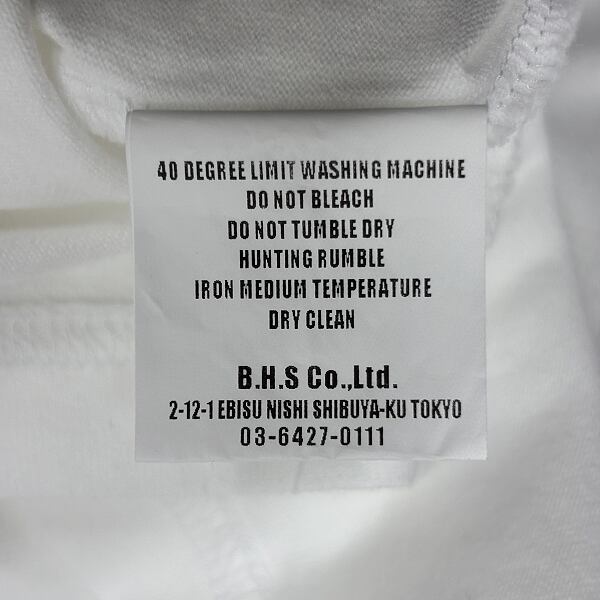 40 DEGREE LIMIT WASHING MACHINE
DO NOT BLEACH
DO NOT TUMBLE DRY
HUNTING RUMBLE
IRON MEDIUM TEMPERATURE
DRY CLEAN
B.H.S Co.,Ltd.
2-12-1 EBISU NISHI SHIBUYA-KU TOKYO
03-6427-0111